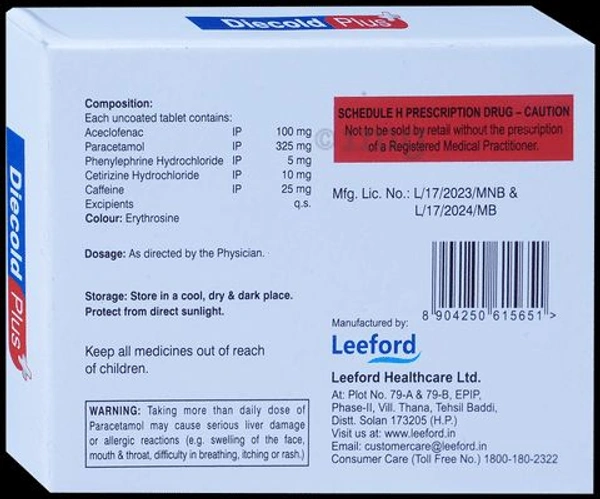 Diecold Plus
Diecold Plus
Composition:
Each uncoated tablet contains:
Aceclofenac IP 100 mg
Paracetamol IP 325 mg
Phenylephrine Hydrochloride IP 5 mg
Cetirizine Hydrochloride IP 10 mg
Caffeine IP 25 mg
Excipients q.s.
Colour: Erythrosine
Dosage: As directed by the Physician.
Storage: Store in a cool, dry & dark place.
Protect from direct sunlight.
Keep all medicines out of reach
of children.
WARNING: Taking more than daily dose of
Paracetamol may cause serious liver damage
or allergic reactions (e.g. swelling of the face,
mouth & throat, difficulty in breathing, itching or rash.)
SCHEDULE H PRESCRIPTION DRUG – CAUTION
Not to be sold by retail without the prescription
of a Registered Medical Practitioner.
Mfg. Lic. No.: L/17/2023/MNB &
L/17/2024/MB
8 904250 615651 >
Manufactured by:
Leeford
Leeford Healthcare Ltd.
At: Plot No. 79-A & 79-B, EPIP,
Phase-II, Vill. Thana, Tehsil Baddi,
Distt. Solan 173205 (H.P.)
Visit us at: www.leeford.in
Email: customercare@leeford.in
Consumer Care (Toll Free No.) 1800-180-2322